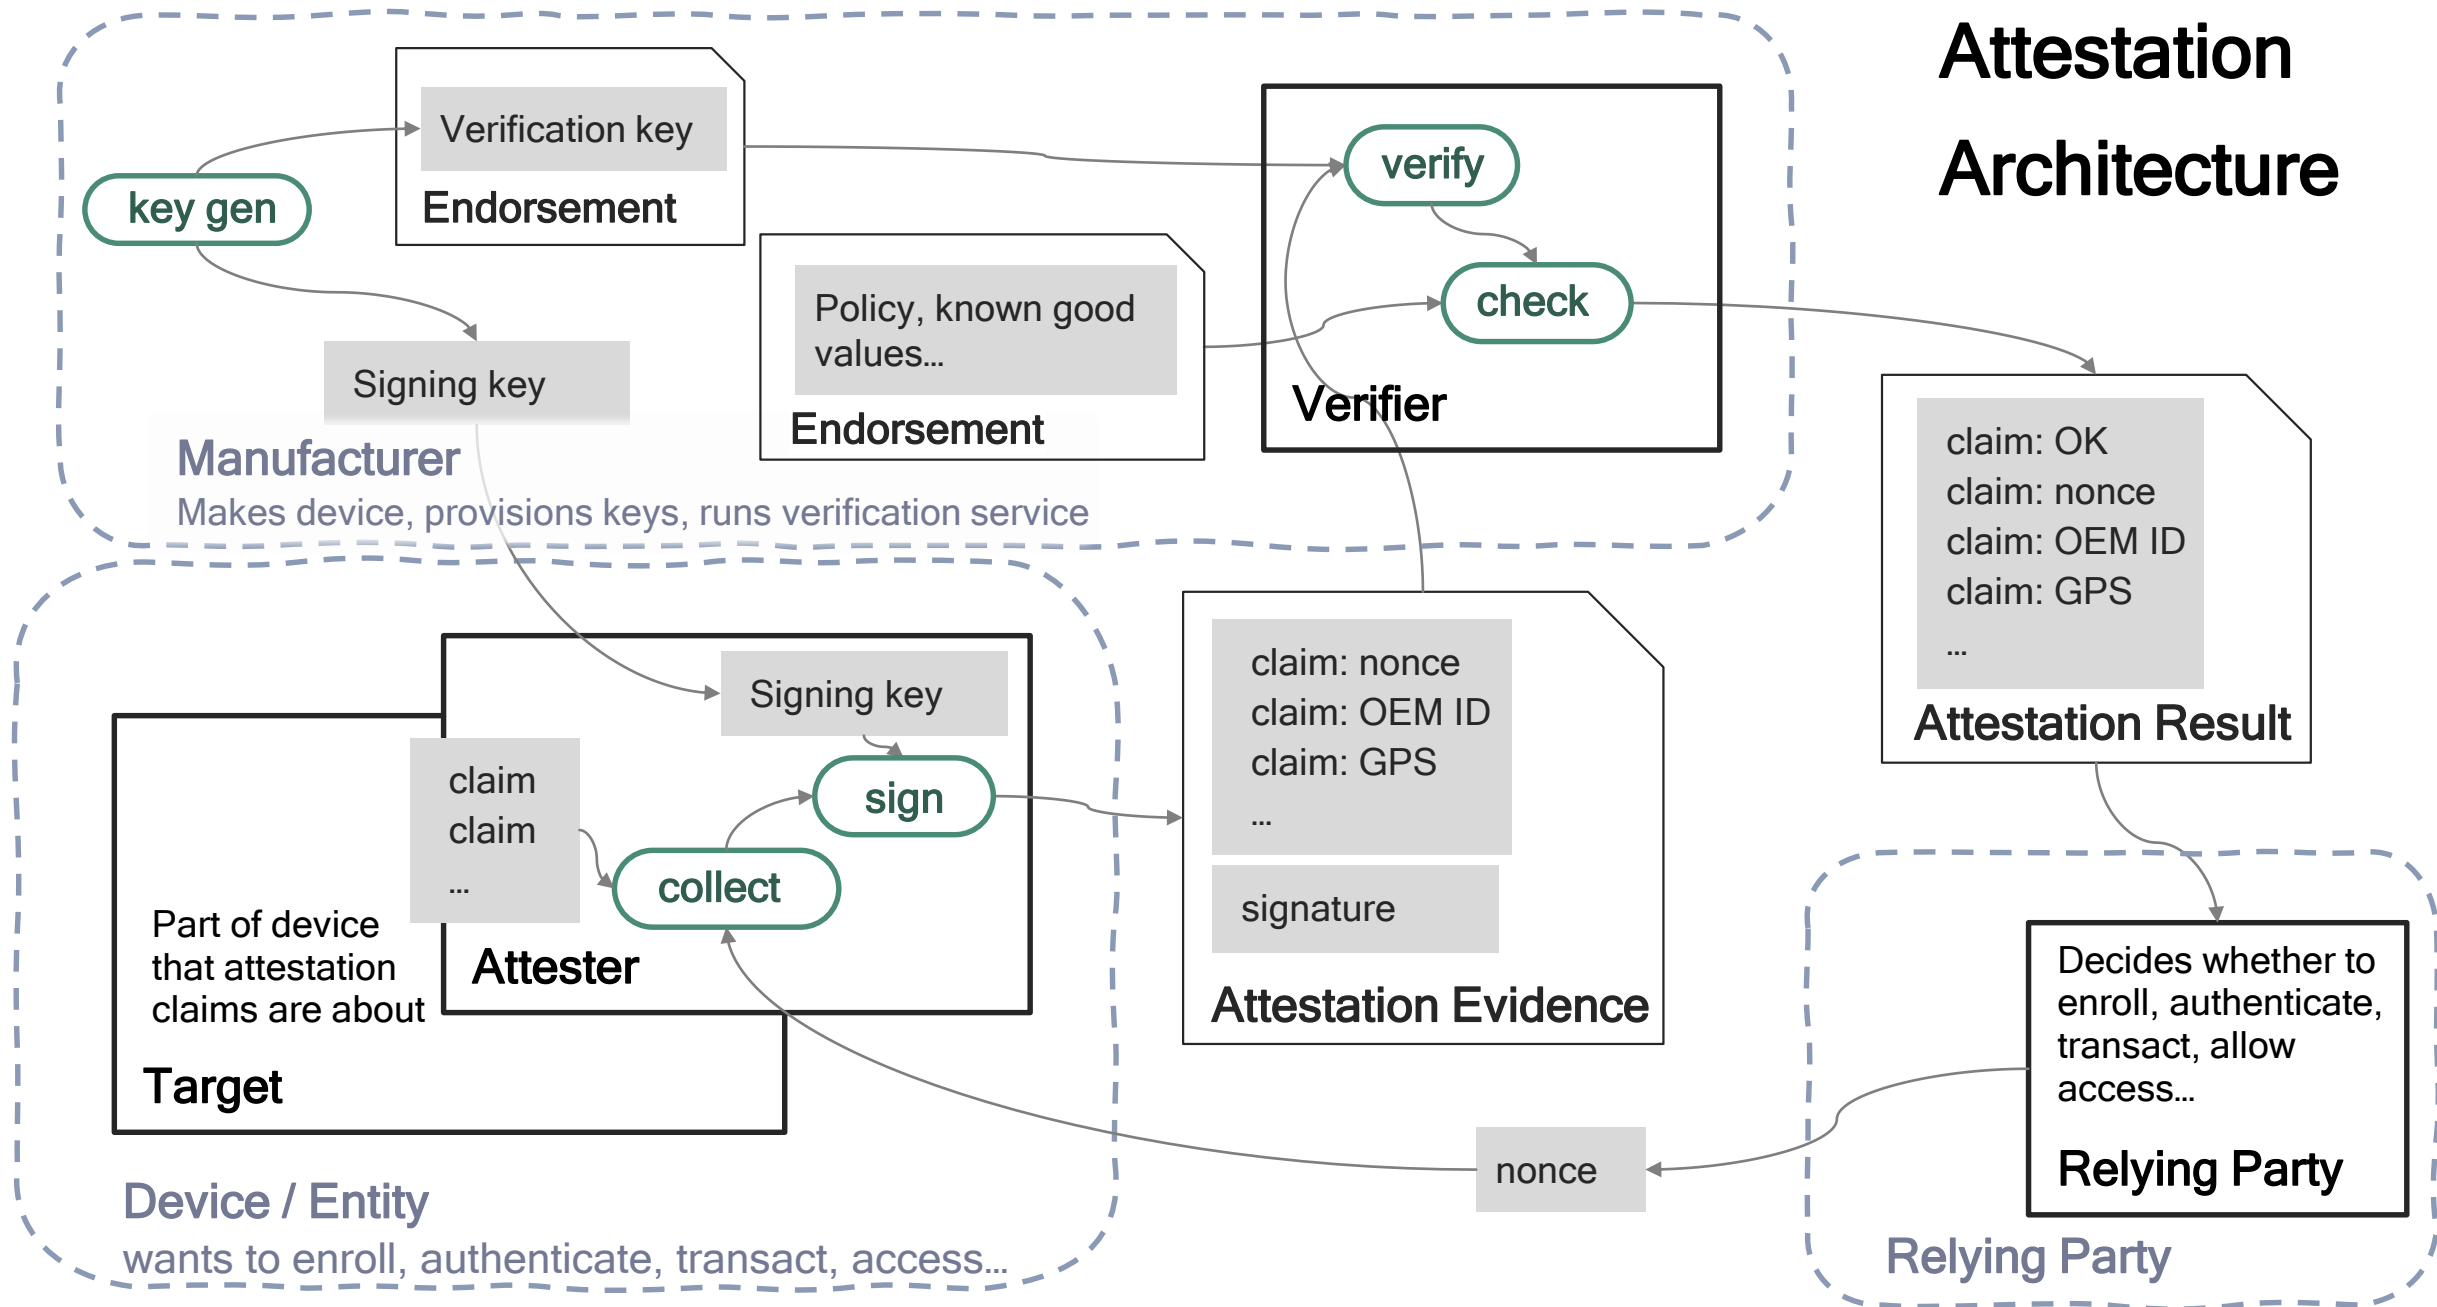 Attestation
Architecture
Verification key
Endorsement
key gen
verify
check
Policy, known good
values...
Endorsement
Verifier
Signing key
Manufacturer
Makes device, provisions keys, runs verification service
claim: OK
claim: nonce
claim: OEM ID
claim: GPS
...
Attestation Result
Signing key
sign
claim
claim
...
collect
Attester
Part of device
that attestation
claims are about
Target
Device / Entity
wants to enroll, authenticate, transact, access...
claim: nonce
claim: OEM ID
claim: GPS
...
signature
Attestation Evidence
nonce
Decides whether to
enroll, authenticate,
transact, allow
access...
Relying Party
Relying Party